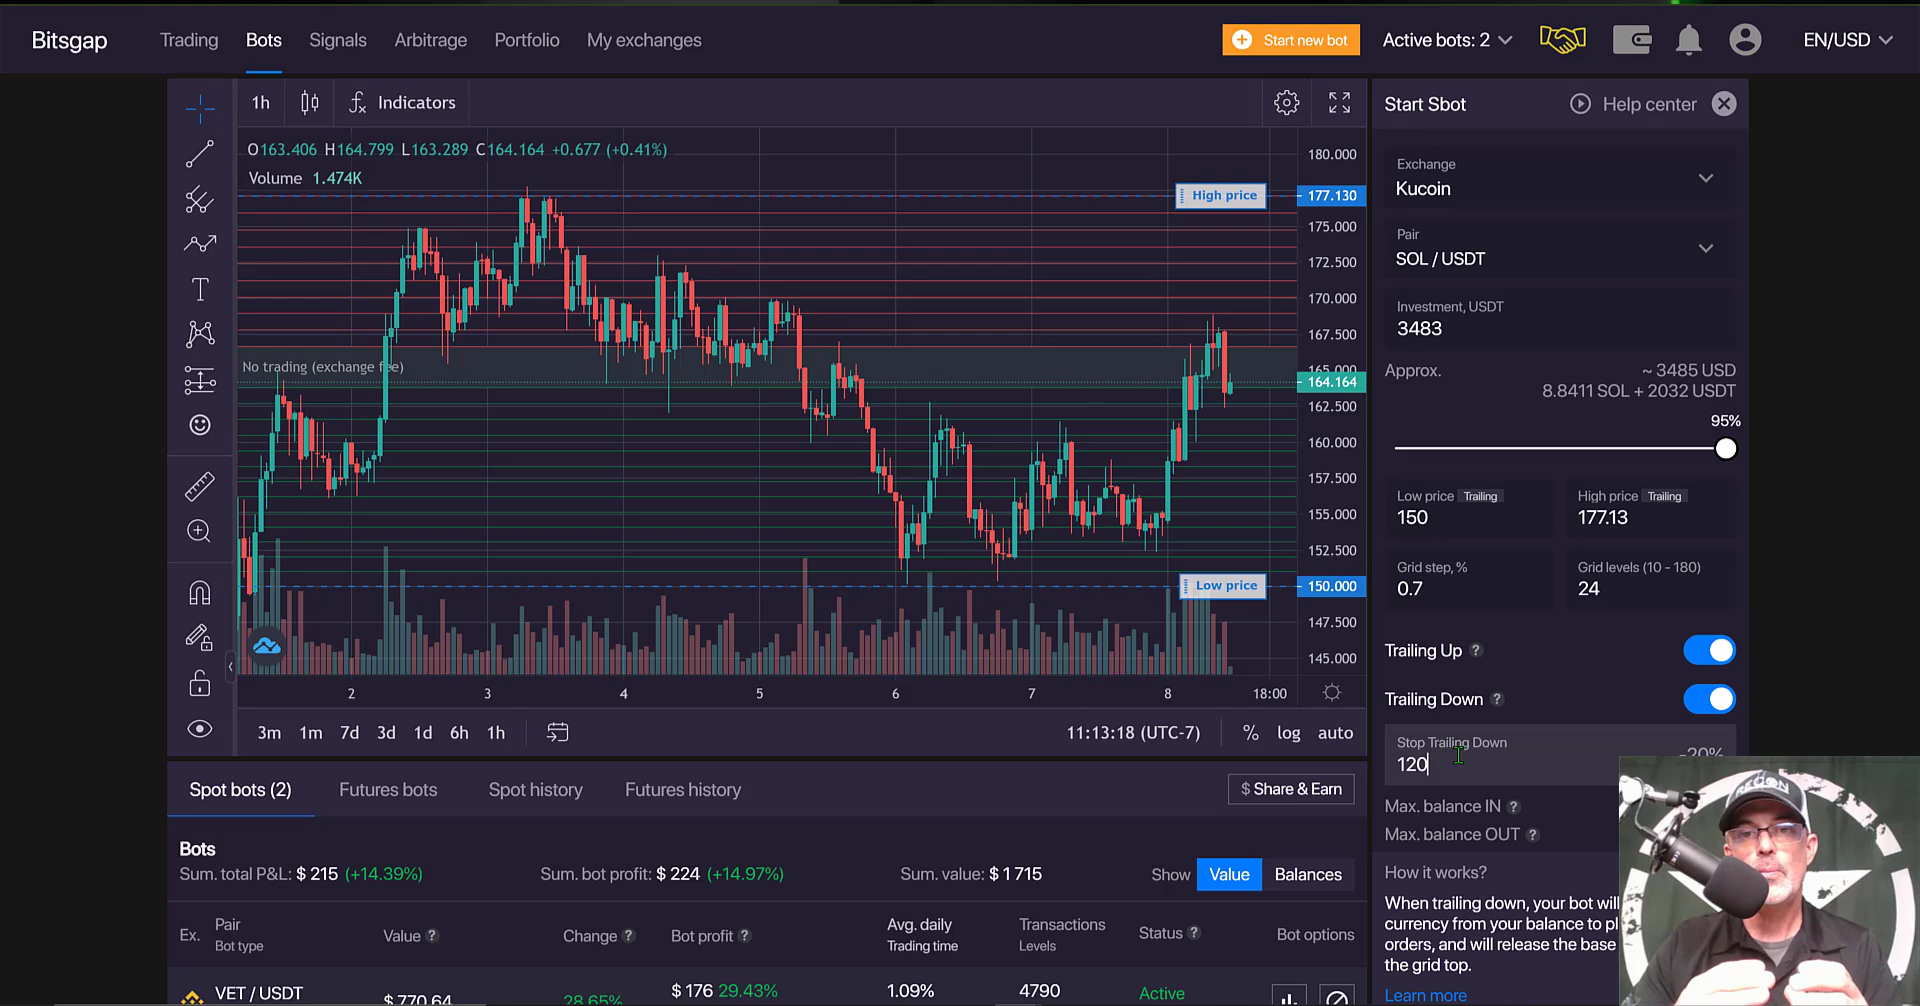 Bitsgap
Trading
Bots
Signals
Arbitrage
Portfolio
My exchanges
Start new bot
Active bots: 2
EN/USD
1h
Indicators
O163.406 H164.799 L163.289 C164.164 +0.677 (+0.41%)
Volume 1.474K
High price
No trading (exchange fee)
Low price
180.000
177.130
175.000
172.500
170.000
167.500
165.000
164.164
162.500
160.000
157.500
155.000
152.500
150.000
147.500
145.000
2 3 4 5 6 7 8 18:00
3m 1m 7d 3d 1d 6h 1h
11:13:18 (UTC-7)
% log auto
Start Sbot
Help center
Exchange
Kucoin
Pair
SOL / USDT
Investment, USDT
3483
Approx. ~ 3485 USD
8.8411 SOL + 2032 USDT
95%
Low price Trailing
150
High price Trailing
177.13
Grid step, %
0.7
Grid levels (10 - 180)
24
Trailing Up ?
Trailing Down ?
Stop Trailing Down
120
-20%
Max. balance IN ?
Max. balance OUT ?
How it works?
When trailing down, your bot will
currency from your balance to pl
orders, and will release the base
the grid top.
Learn more
Spot bots (2)
Futures bots
Spot history
Futures history
$ Share & Earn
Bots
Sum. total P&L: $ 215 (+14.39%)
Sum. bot profit: $ 224 (+14.97%)
Sum. value: $ 1 715
Show Value Balances
Ex.
Pair
Bot type
Value ?
Change ?
Bot profit ?
Avg. daily
Trading time
Transactions
Levels
Status ?
Bot options
VET / USDT
$ 770.64
28.65%
$ 176 29.43%
1.09%
4790
Active
RECON